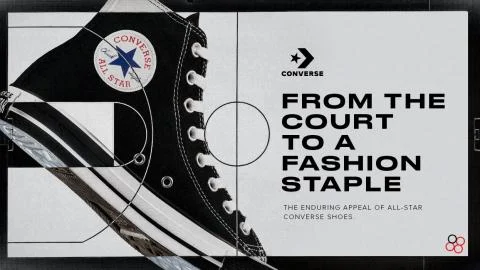 CONVERSE
ALL STAR
CONVERSE
FROM THE
COURT
TO A
FASHION
STAPLE
THE ENDURING APPEAL OF ALL-STAR
CONVERSE SHOES.